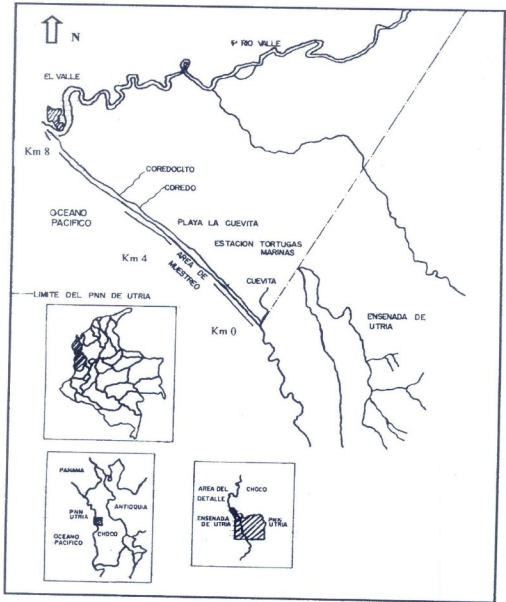 N
RIO VALLE
EL VALLE
Km 8
COREDOCITO
COREDO
OCEANO
PACIFICO
PLAYA LA CUEVITA
ESTACION TORTUGAS
MARINAS
Km 4
AREA DE
MUESTREO
CUEVITA
LIMITE DEL PNN DE UTRIA
Km 0
ENSENADA DE
UTRIA
PANAMA
ANTIOQUIA
PNN
UTRIA
OCEANO
PACIFICO
CHOCO
AREA DEL
DETALLE
CHOCO
ENSENADA
DE UTRIA
PNN
UTRIA